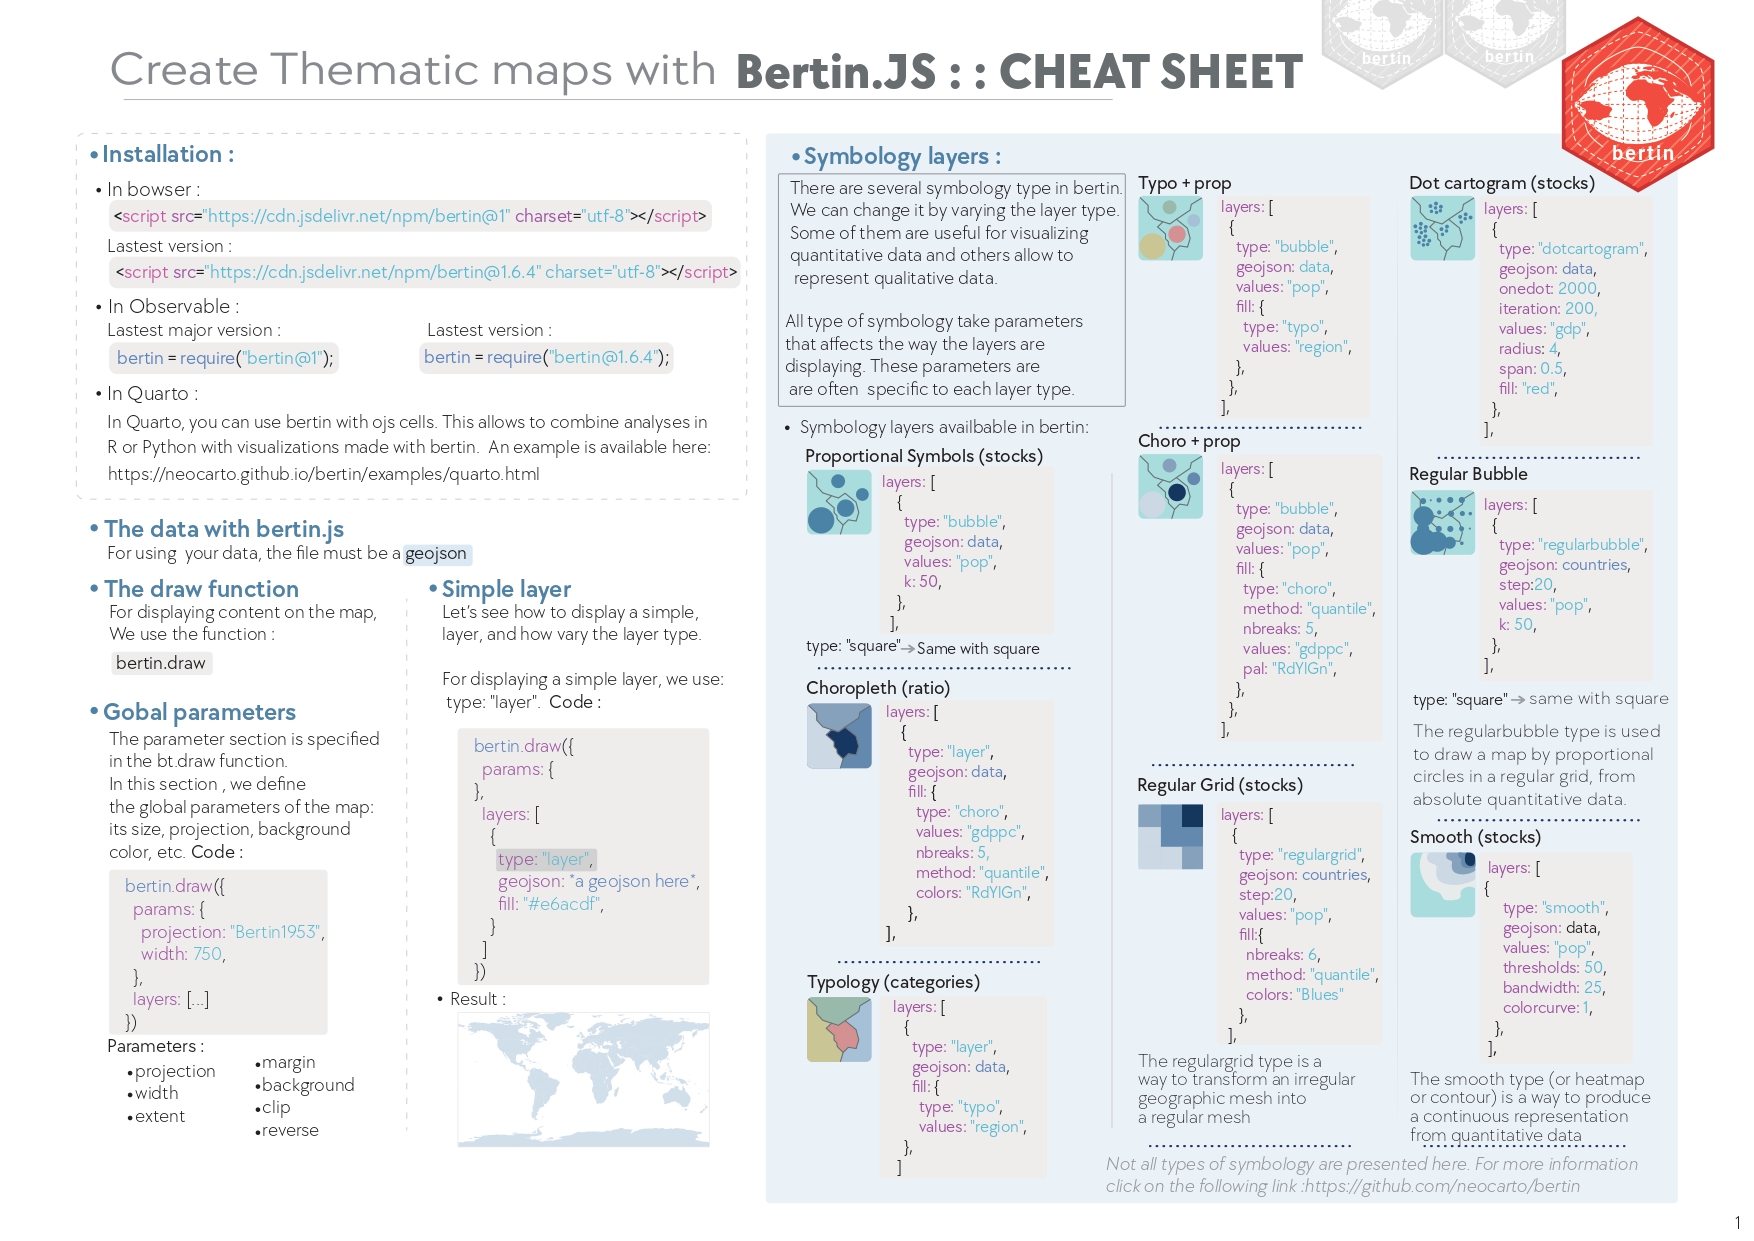 Create Thematic maps with Bertin.JS : : CHEAT SHEET
bertin
bertin
bertin
•Installation :
• In bowser :
<script src="https://cdn.jsdelivr.net/npm/bertin@1" charset="utf-8"></script>
Lastest version :
<script src="https://cdn.jsdelivr.net/npm/bertin@1.6.4" charset="utf-8"></script>
• In Observable :
Lastest major version :
bertin = require("bertin@1");
Lastest version :
bertin = require("bertin@1.6.4");
• In Quarto :
In Quarto, you can use bertin with ojs cells. This allows to combine analyses in
R or Python with visualizations made with bertin. An example is available here:
https://neocarto.github.io/bertin/examples/quarto.html
• The data with bertin.js
For using your data, the file must be a geojson
• The draw function
For displaying content on the map,
We use the function :
bertin.draw
• Gobal parameters
The parameter section is specified
in the bt.draw function.
In this section , we define
the global parameters of the map:
its size, projection, background
color, etc. Code :
bertin.draw({
params: {
projection: "Bertin1953",
width: 750,
},
layers: [...]
})
Parameters :
•projection
•width
•extent
•margin
•background
•clip
•reverse
• Simple layer
Let's see how to display a simple,
layer, and how vary the layer type.
For displaying a simple layer, we use:
type: "layer". Code :
bertin.draw({
params: {
},
layers: [
{
type: "layer",
geojson: *a geojson here*,
fill: "#e6acdf",
}
]
})
• Result :
•Symbology layers :
There are several symbology type in bertin.
We can change it by varying the layer type.
Some of them are useful for visualizing
quantitative data and others allow to
represent qualitative data.
All type of symbology take parameters
that affects the way the layers are
displaying. These parameters are
are often specific to each layer type.
• Symbology layers availbable in bertin:
Proportional Symbols (stocks)
layers: [
{
type: "bubble",
geojson: data,
values: "pop",
k: 50,
},
],
type: "square"→Same with square
Choropleth (ratio)
layers: [
{
type: "layer",
geojson: data,
fill: {
type: "choro",
values: "gdppc",
nbreaks: 5,
method: "quantile",
colors: "RdYlGn",
},
],
Typology (categories)
layers: [
{
type: "layer",
geojson: data,
fill: {
type: "typo",
values: "region",
},
]
Typo + prop
layers: [
{
type: "bubble",
geojson: data,
values: "pop",
fill: {
type: "typo",
values: "region",
},
},
],
Choro + prop
layers: [
{
type: "bubble",
geojson: data,
values: "pop",
fill: {
type: "choro",
method: "quantile",
nbreaks: 5,
values: "gdppc",
pal: "RdYlGn",
},
},
],
Regular Grid (stocks)
layers: [
{
type: "regulargrid",
geojson: countries,
step:20,
values: "pop",
fill:{
nbreaks: 6,
method: "quantile",
colors: "Blues"
},
],
The regulargrid type is a
way to transform an irregular
geographic mesh into
a regular mesh
Dot cartogram (stocks)
layers: [
{
type: "dotcartogram",
geojson: data,
onedot: 2000,
iteration: 200,
values: "gdp",
radius: 4,
span: 0.5,
fill: "red",
},
],
Regular Bubble
layers: [
{
type: "regularbubble",
geojson: countries,
step:20,
values: "pop",
k: 50,
},
],
type: "square"→ same with square
The regularbubble type is used
to draw a map by proportional
circles in a regular grid, from
absolute quantitative data.
Smooth (stocks)
layers: [
{
type: "smooth",
geojson: data,
values: "pop",
thresholds: 50,
bandwidth: 25,
colorcurve: 1,
},
],
The smooth type (or heatmap
or contour) is a way to produce
a continuous representation
from quantitative data
Not all types of symbology are presented here. For more information
click on the following link :https://github.com/neocarto/bertin
1